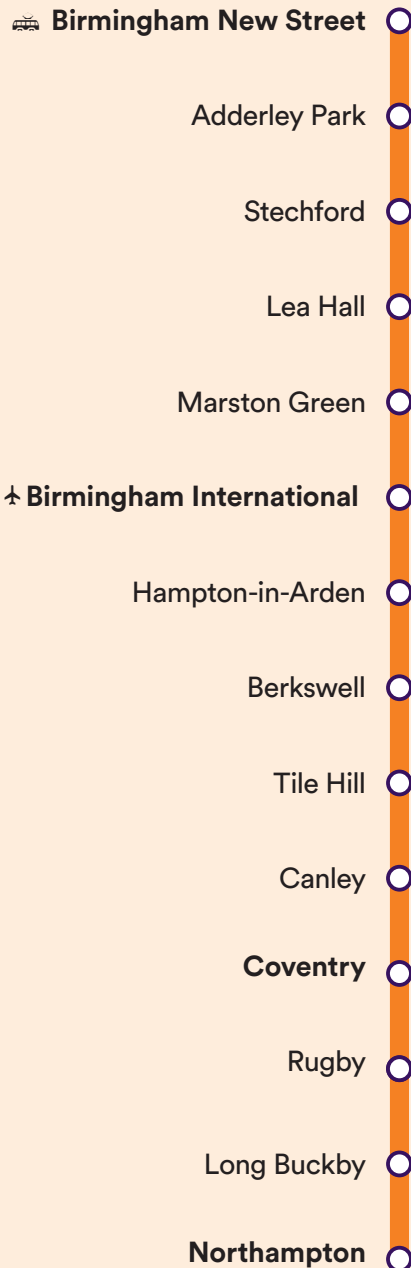 Birmingham New Street
Adderley Park
Stechford
Lea Hall
Marston Green
Birmingham International
Hampton-in-Arden
Berkswell
Tile Hill
Canley
Coventry
Rugby
Long Buckby
Northampton